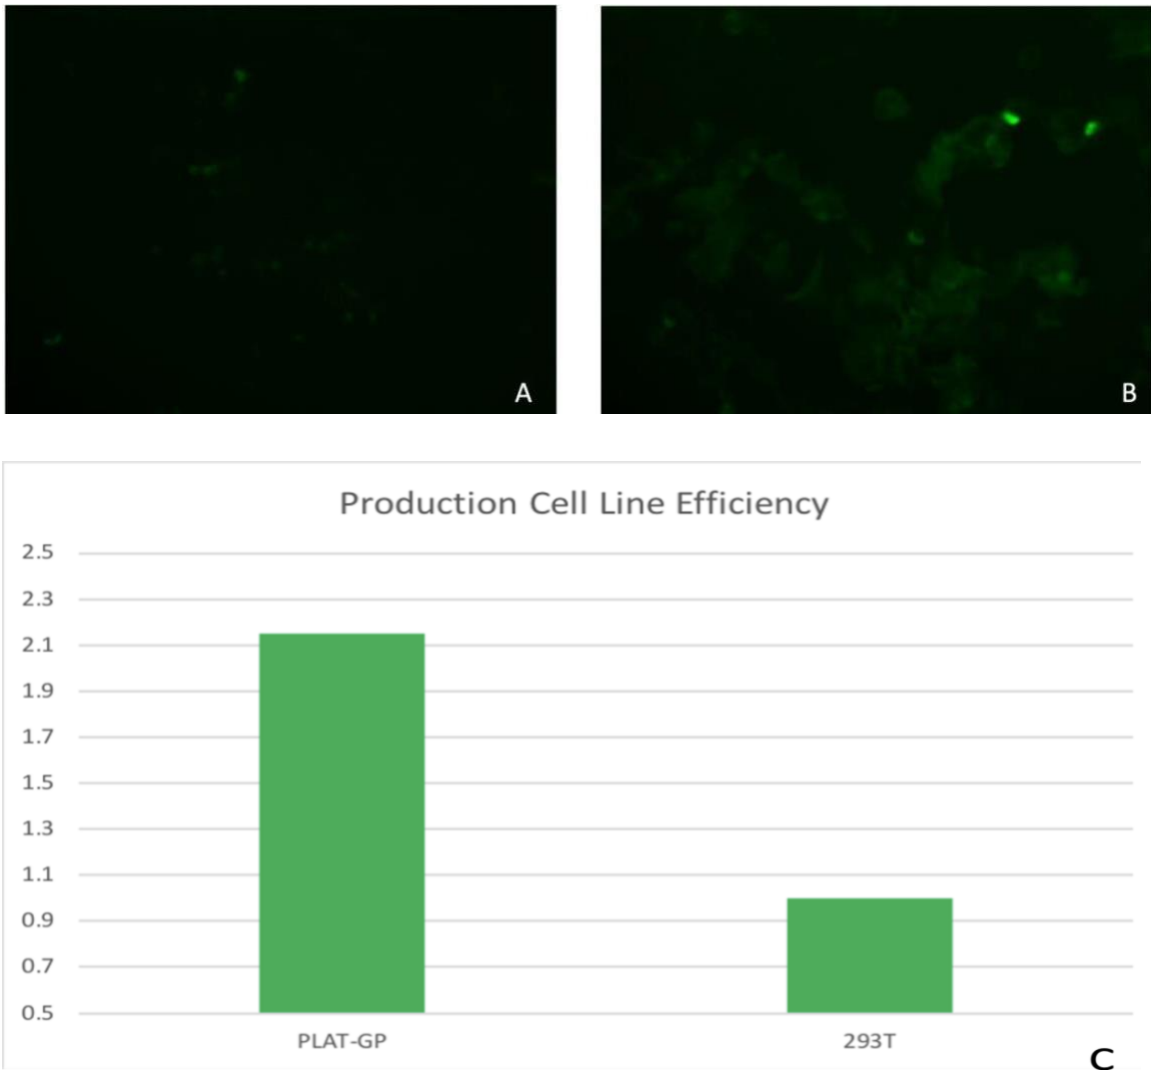 A
B
Production Cell Line Efficiency
2.5
2.3
2.1
1.9
1.7
1.5
1.3
1.1
0.9
0.7
0.5
PLAT-GP 293T
C